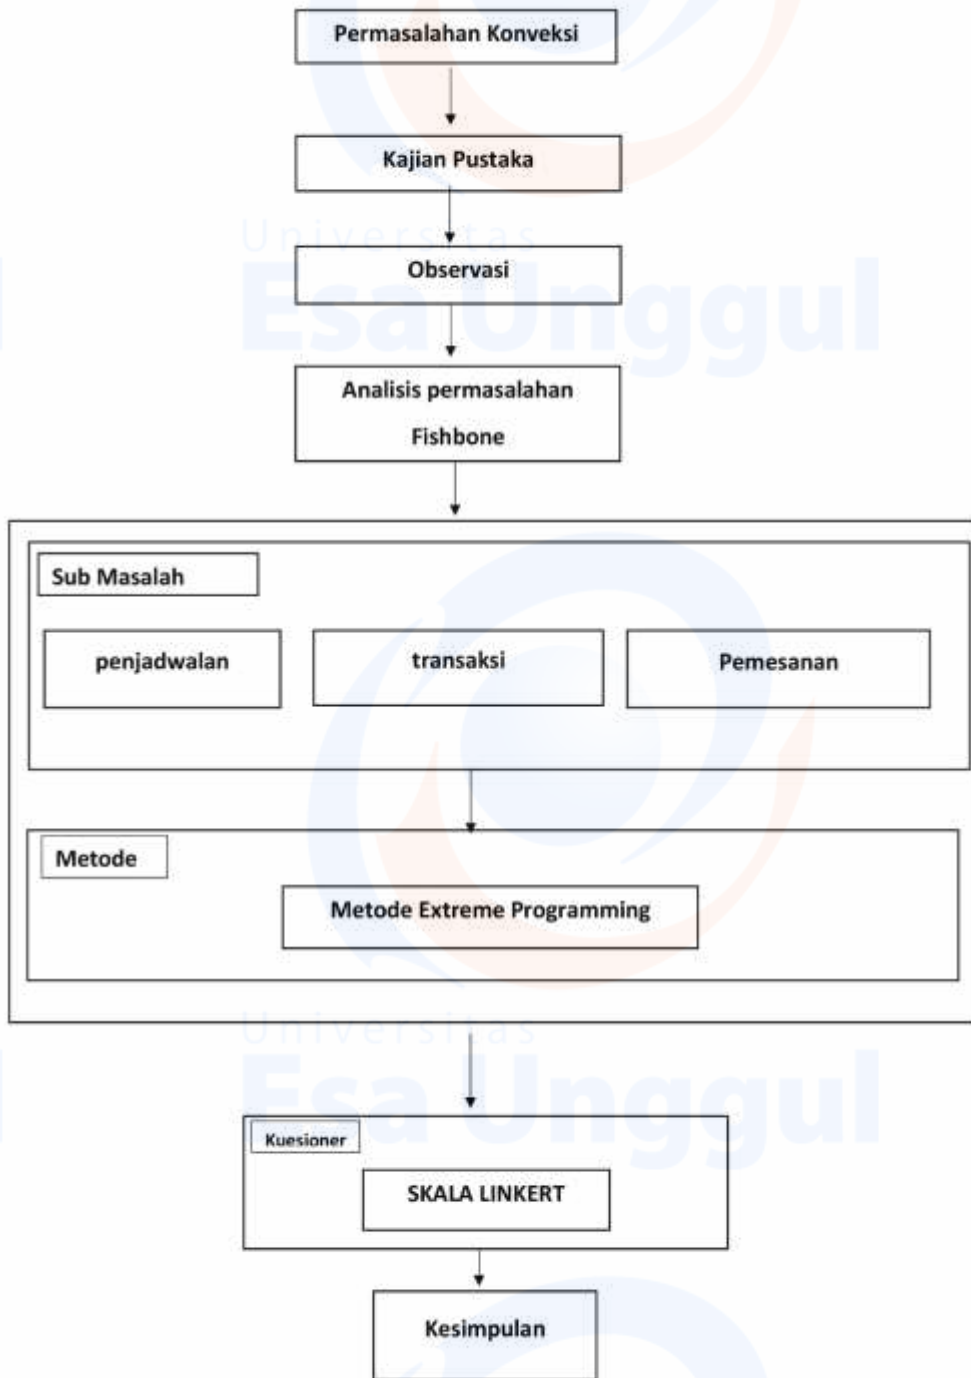 Permasalahan Konveksi
Kajian Pustaka
Universitas
Esa Unggul
Observasi
Analisis permasalahan
Fishbone
Sub Masalah
penjadwalan
transaksi
Pemesanan
Metode
Metode Extreme Programming
Universitas
Esa Unggul
Kuesioner
SKALA LINKERT
Kesimpulan